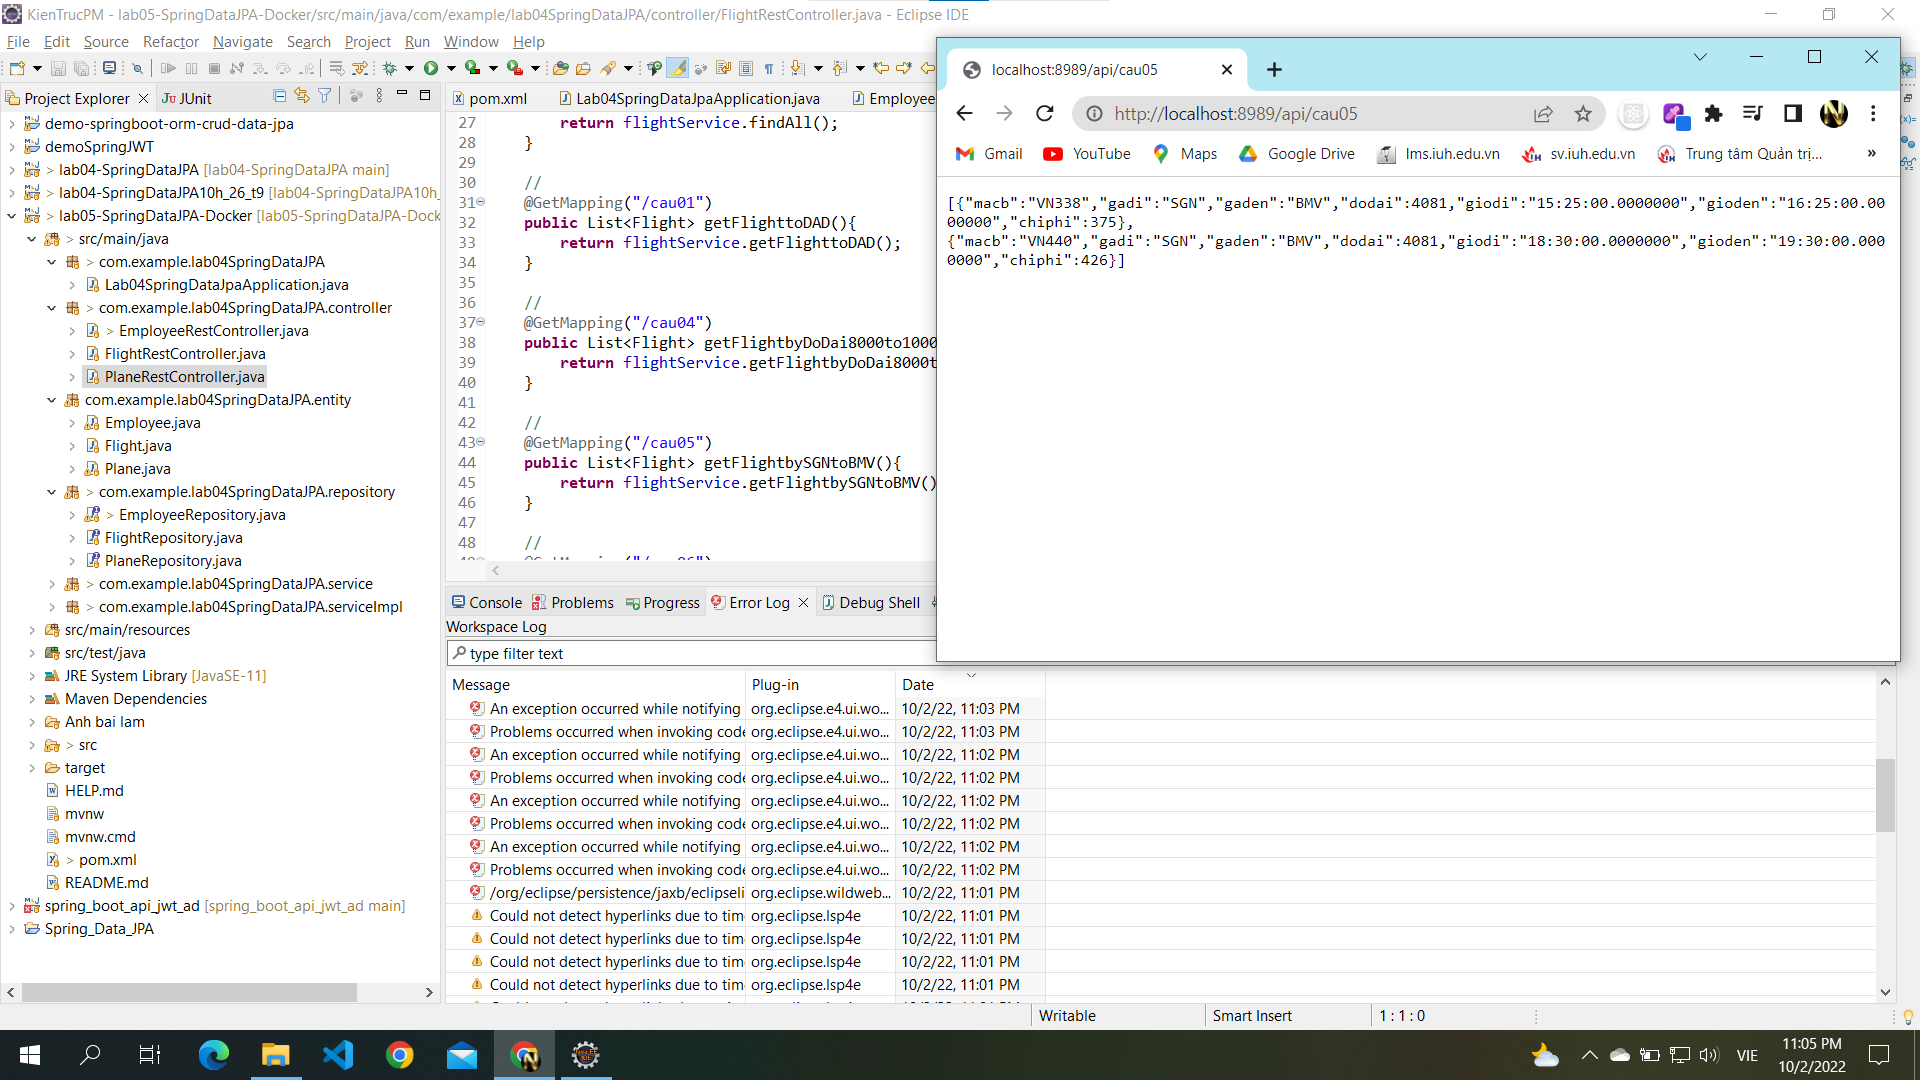 KienTrucPM - lab05-SpringDataJPA-Docker/src/main/java/com/example/lab04SpringDataJPA/controller/FlightRestController.java - Eclipse IDE
File Edit Source Refactor Navigate Search Project Run Window Help
Project Explorer
JUnit
demo-springboot-orm-crud-data-jpa
demoSpringJWT
> lab04-SpringDataJPA [lab04-SpringDataJPA main]
> lab04-SpringDataJPA10h_26_t9 [lab04-SpringDataJPA10h_
> lab05-SpringDataJPA-Docker [lab05-SpringDataJPA-Dock
> src/main/java
> com.example.lab04SpringDataJPA
Lab04SpringDataJpaApplication.java
> com.example.lab04SpringDataJPA.controller
> EmployeeRestController.java
FlightRestController.java
PlaneRestController.java
com.example.lab04SpringDataJPA.entity
Employee.java
Flight.java
Plane.java
> com.example.lab04SpringDataJPA.repository
> EmployeeRepository.java
FlightRepository.java
PlaneRepository.java
> com.example.lab04SpringDataJPA.service
> com.example.lab04SpringDataJPA.serviceImpl
src/main/resources
src/test/java
JRE System Library [JavaSE-11]
Maven Dependencies
Anh bai lam
> src
target
HELP.md
mvnw
mvnw.cmd
> pom.xml
README.md
spring_boot_api_jwt_ad [spring_boot_api_jwt_ad main]
Spring_Data_JPA
pom.xml
Lab04SpringDataJpaApplication.java
Employee
27 return flightService.findAll();
28 }
29
30 //
31 @GetMapping("/cau01")
32 public List<Flight> getFlighttoDAD(){
33 return flightService.getFlighttoDAD();
34 }
35
36 //
37 @GetMapping("/cau04")
38 public List<Flight> getFlightbyDoDai8000to1000
39 return flightService.getFlightbyDoDai8000t
40 }
41
42 //
43 @GetMapping("/cau05")
44 public List<Flight> getFlightbySGNtoBMV(){
45 return flightService.getFlightbySGNtoBMV()
46 }
47
48 //
Console Problems Progress Error Log Debug Shell
Workspace Log
type filter text
Message Plug-in Date
An exception occurred while notifying org.eclipse.e4.ui.wo... 10/2/22, 11:03 PM
Problems occurred when invoking code org.eclipse.e4.ui.wo... 10/2/22, 11:03 PM
An exception occurred while notifying org.eclipse.e4.ui.wo... 10/2/22, 11:02 PM
Problems occurred when invoking code org.eclipse.e4.ui.wo... 10/2/22, 11:02 PM
An exception occurred while notifying org.eclipse.e4.ui.wo... 10/2/22, 11:02 PM
Problems occurred when invoking code org.eclipse.e4.ui.wo... 10/2/22, 11:02 PM
An exception occurred while notifying org.eclipse.e4.ui.wo... 10/2/22, 11:02 PM
Problems occurred when invoking code org.eclipse.e4.ui.wo... 10/2/22, 11:02 PM
/org/eclipse/persistence/jaxb/eclipseli org.eclipse.wildweb... 10/2/22, 11:01 PM
Could not detect hyperlinks due to tim org.eclipse.lsp4e 10/2/22, 11:01 PM
Could not detect hyperlinks due to tim org.eclipse.lsp4e 10/2/22, 11:01 PM
Could not detect hyperlinks due to tim org.eclipse.lsp4e 10/2/22, 11:01 PM
Could not detect hyperlinks due to tim org.eclipse.lsp4e 10/2/22, 11:01 PM
Writable Smart Insert 1 : 1 : 0
localhost:8989/api/cau05
http://localhost:8989/api/cau05
Gmail YouTube Maps Google Drive lms.iuh.edu.vn sv.iuh.edu.vn Trung tâm Quản trị... »
[{"macb":"VN338","gadi":"SGN","gaden":"BMV","dodai":4081,"giodi":"15:25:00.0000000","gioden":"16:25:00.00
00000","chiphi":375},
{"macb":"VN440","gadi":"SGN","gaden":"BMV","dodai":4081,"giodi":"18:30:00.0000000","gioden":"19:30:00.000
0000","chiphi":426}]
VIE
11:05 PM
10/2/2022